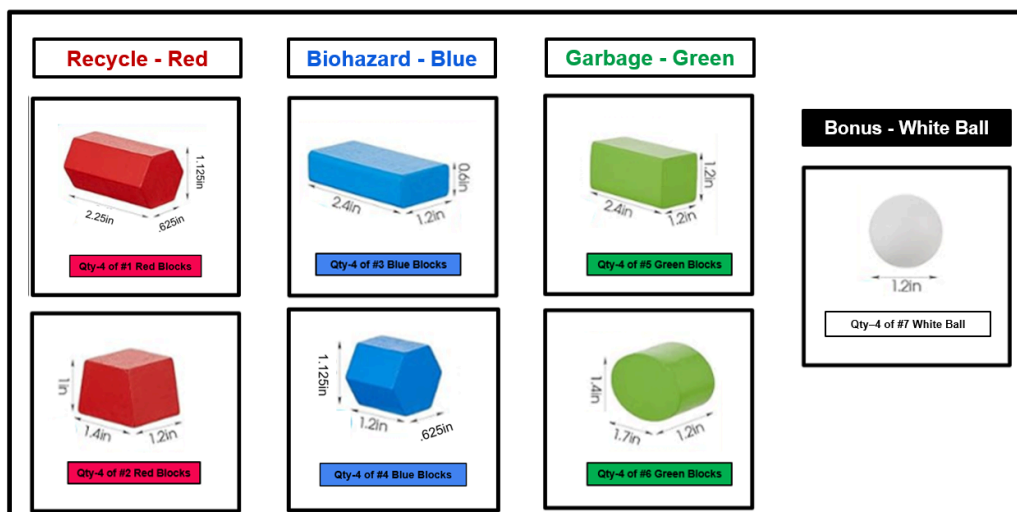 Recycle - Red
Biohazard - Blue
Garbage - Green
Bonus - White Ball
1.125in
2.25in
.625in
Qty-4 of #1 Red Blocks
0.6in
2.4in
1.2in
Qty-4 of #3 Blue Blocks
1.2in
2.4in
1.2in
Qty-4 of #5 Green Blocks
1.2in
Qty–4 of #7 White Ball
1in
1.4in
1.2in
Qty-4 of #2 Red Blocks
1.125in
1.2in
.625in
Qty-4 of #4 Blue Blocks
1.4in
1.7in
1.2in
Qty-4 of #6 Green Blocks